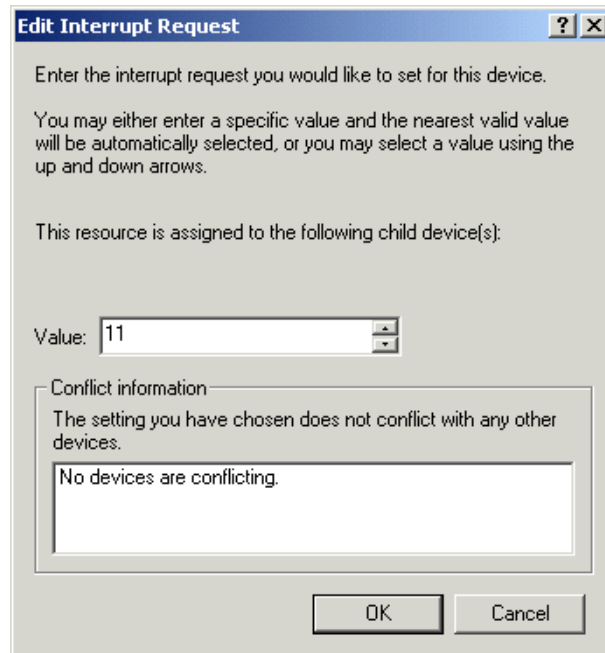 Edit Interrupt Request
Enter the interrupt request you would like to set for this device.
You may either enter a specific value and the nearest valid value
will be automatically selected, or you may select a value using the
up and down arrows.
This resource is assigned to the following child device(s):
Value: 11
Conflict information
The setting you have chosen does not conflict with any other
devices.
No devices are conflicting.
OK Cancel